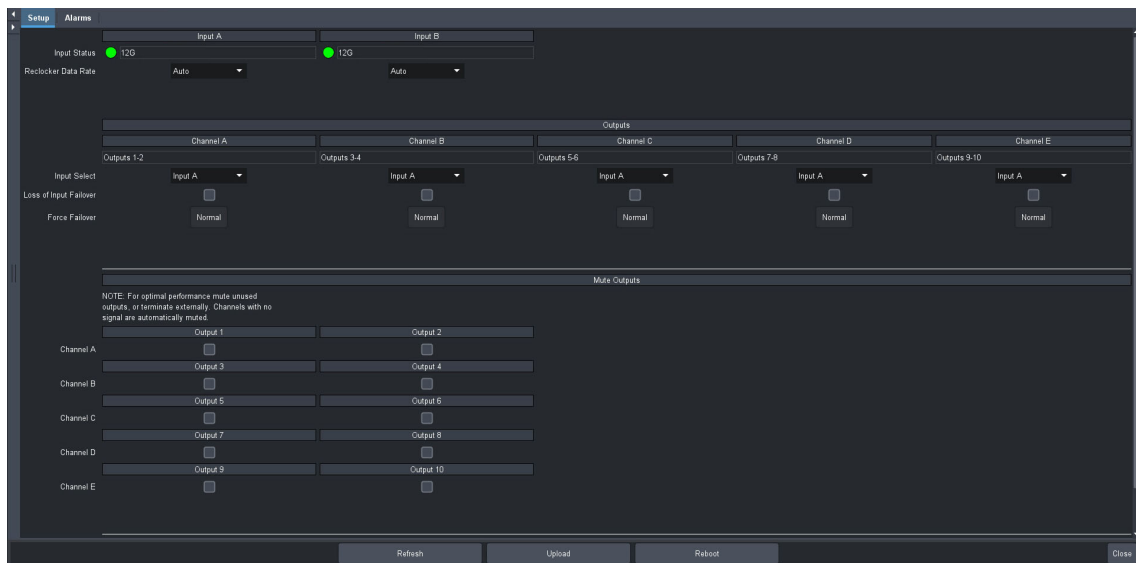 Setup Alarms
Input A Input B
Input Status 12G 12G
Reclocker Data Rate Auto Auto
Outputs
Channel A Channel B Channel C Channel D Channel E
Outputs 1-2 Outputs 3-4 Outputs 5-6 Outputs 7-8 Outputs 9-10
Input Select Input A Input A Input A Input A Input A
Loss of Input Failover
Force Failover Normal Normal Normal Normal Normal
Mute Outputs
NOTE: For optimal performance mute unused
outputs, or terminate externally. Channels with no
signal are automatically muted.
Output 1 Output 2
Channel A
Output 3 Output 4
Channel B
Output 5 Output 6
Channel C
Output 7 Output 8
Channel D
Output 9 Output 10
Channel E
Refresh Upload Reboot Close